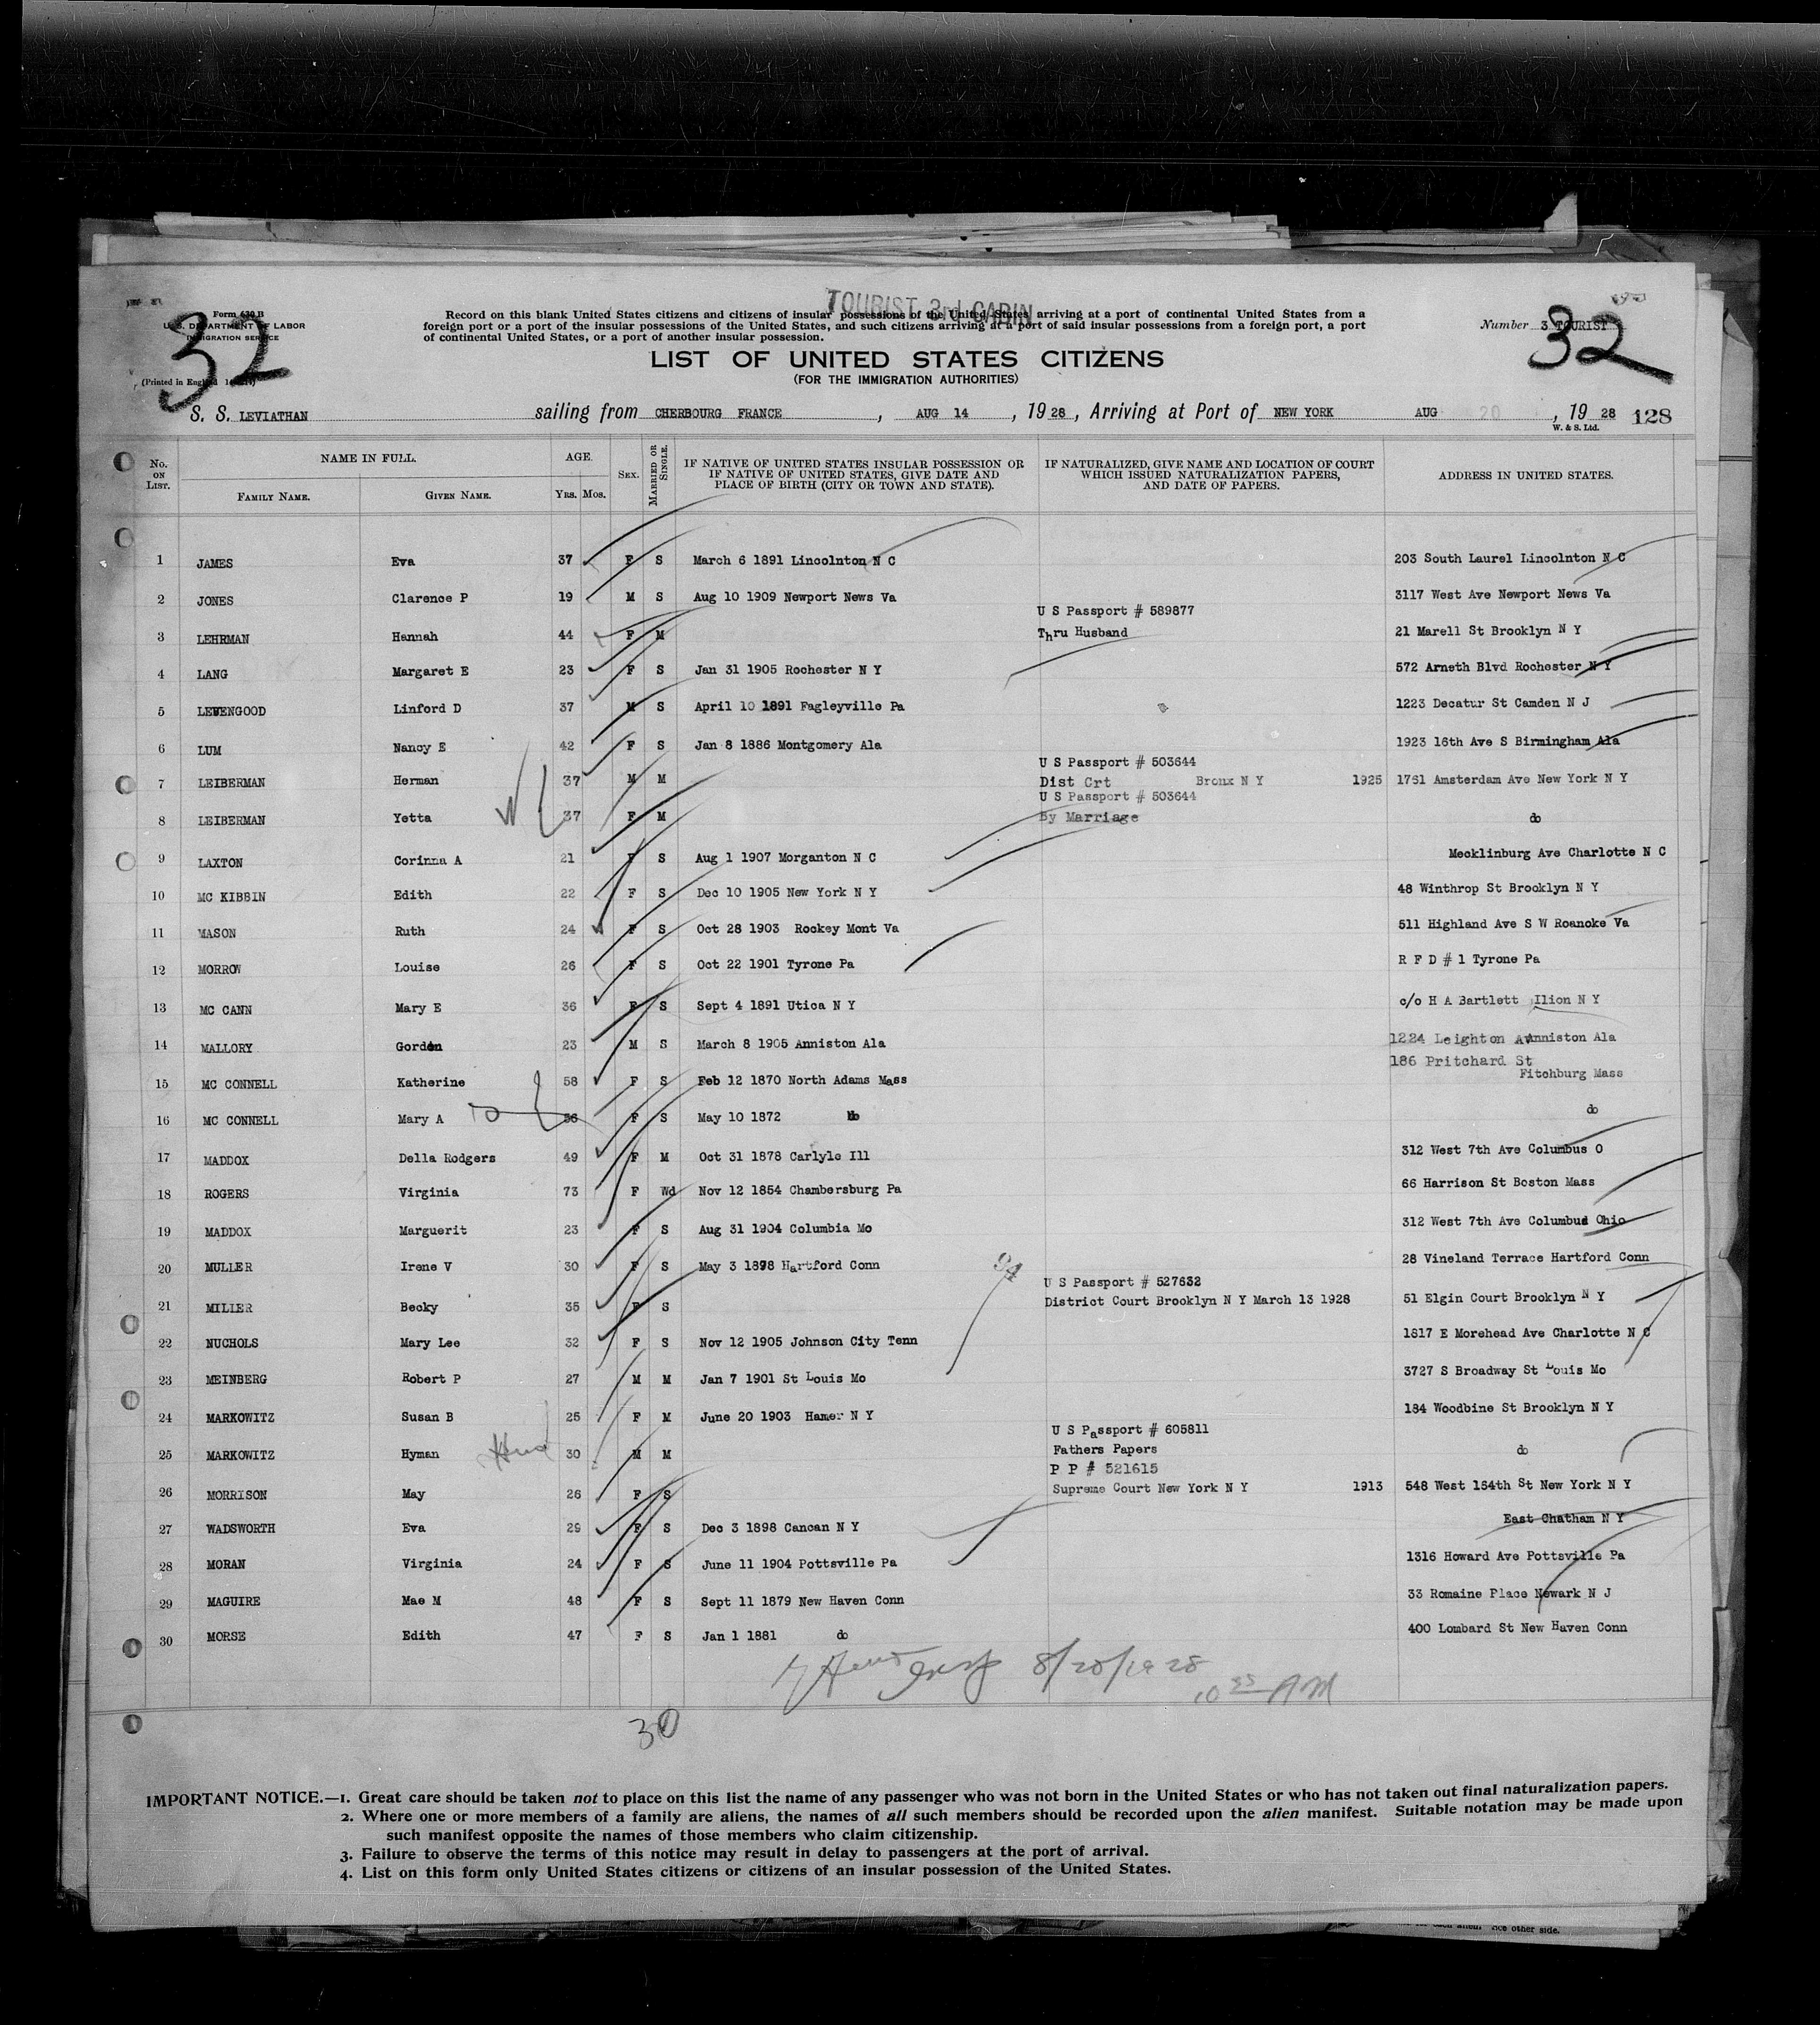 TOURIST 3rd CABIN
Form 630 B
U. S. DEPARTMENT OF LABOR
IMMIGRATION SERVICE
(Printed in England
32
Record on this blank United States citizens and citizens of insular possessions of the United States arriving at a port of continental United States from a
foreign port or a port of the insular possessions of the United States, and such citizens arriving at a port of said insular possessions from a foreign port, a port
of continental United States, or a port of another insular possession.
Number 3 TOURIST
32
LIST OF UNITED STATES CITIZENS
(FOR THE IMMIGRATION AUTHORITIES)
S. S. LEVIATHAN sailing from CHERBOURG FRANCE , AUG 14 , 19 28 , Arriving at Port of NEW YORK AUG 20 , 19 28 128
W. & S. Ltd.
No. on List. NAME IN FULL. Family Name. Given Name. AGE. Yrs. Mos. Sex. Married or Single. IF NATIVE OF UNITED STATES INSULAR POSSESSION OR IF NATIVE OF UNITED STATES, GIVE DATE AND PLACE OF BIRTH (CITY OR TOWN AND STATE). IF NATURALIZED, GIVE NAME AND LOCATION OF COURT WHICH ISSUED NATURALIZATION PAPERS, AND DATE OF PAPERS. ADDRESS IN UNITED STATES.
1 JAMES Eva 37 F S March 6 1891 Lincolnton N C 203 South Laurel Lincolnton N C
2 JONES Clarence P 19 M S Aug 10 1909 Newport News Va 3117 West Ave Newport News Va
U S Passport # 589877
3 LEHRMAN Hannah 44 F M Thru Husband 21 Marell St Brooklyn N Y
4 LANG Margaret E 23 F S Jan 31 1905 Rochester N Y 572 Arneth Blvd Rochester N Y
5 LEVENGOOD Linford D 37 M S April 10 1891 Fagleyville Pa 1223 Decatur St Camden N J
6 LUM Nancy E 42 F S Jan 8 1886 Montgomery Ala 1923 16th Ave S Birmingham Ala
U S Passport # 503644
7 LEIBERMAN Herman 37 M M Dist Crt Bronx N Y 1925 1761 Amsterdam Ave New York N Y
U S Passport # 503644
8 LEIBERMAN Yetta 37 F M By Marriage do
9 LAXTON Corinna A 21 F S Aug 1 1907 Morganton N C Mecklinburg Ave Charlotte N C
10 MC KIBBIN Edith 22 F S Dec 10 1905 New York N Y 48 Winthrop St Brooklyn N Y
11 MASON Ruth 24 F S Oct 28 1903 Rockey Mont Va 511 Highland Ave S W Roanoke Va
12 MORROW Louise 26 F S Oct 22 1901 Tyrone Pa R F D # 1 Tyrone Pa
13 MC CANN Mary E 36 F S Sept 4 1891 Utica N Y c/o H A Bartlett Ilion N Y
14 MALLORY Gordon 23 M S March 8 1905 Anniston Ala 1224 Leighton Av Anniston Ala
186 Pritchard St
15 MC CONNELL Katherine 58 F S Feb 12 1870 North Adams Mass Fitchburg Mass
16 MC CONNELL Mary A 56 F S May 10 1872 do do
17 MADDOX Della Rodgers 49 F M Oct 31 1878 Carlyle Ill 312 West 7th Ave Columbus O
18 ROGERS Virginia 73 F Wd Nov 12 1854 Chambersburg Pa 66 Harrison St Boston Mass
19 MADDOX Marguerit 23 F S Aug 31 1904 Columbia Mo 312 West 7th Ave Columbus Ohio
20 MULLER Irene V 30 F S May 3 1898 Hartford Conn 28 Vineland Terrace Hartford Conn
U S Passport # 527632
21 MILLER Becky 35 F S District Court Brooklyn N Y March 13 1928 51 Elgin Court Brooklyn N Y
22 NUCHOLS Mary Lee 32 F S Nov 12 1905 Johnson City Tenn 1817 E Morehead Ave Charlotte N C
23 MEINBERG Robert P 27 M M Jan 7 1901 St Louis Mo 3727 S Broadway St Louis Mo
24 MARKOWITZ Susan B 25 F M June 20 1903 Hamer N Y 184 Woodbine St Brooklyn N Y
U S Passport # 605811
25 MARKOWITZ Hyman 30 M M Fathers Papers do
P P # 521615
26 MORRISON May 26 F S Supreme Court New York N Y 1913 548 West 164th St New York N Y
27 WADSWORTH Eva 29 F S Dec 3 1898 Cancan N Y East Chatham N Y
28 MORAN Virginia 24 F S June 11 1904 Pottsville Pa 1316 Howard Ave Pottsville Pa
29 MAGUIRE Mae M 48 F S Sept 11 1879 New Haven Conn 33 Romaine Place Newark N J
30 MORSE Edith 47 F S Jan 1 1881 do 400 Lombard St New Haven Conn
8/20/1928
10 25 AM
30
IMPORTANT NOTICE.—1. Great care should be taken not to place on this list the name of any passenger who was not born in the United States or who has not taken out final naturalization papers.
2. Where one or more members of a family are aliens, the names of all such members should be recorded upon the alien manifest. Suitable notation may be made upon
such manifest opposite the names of those members who claim citizenship.
3. Failure to observe the terms of this notice may result in delay to passengers at the port of arrival.
4. List on this form only United States citizens or citizens of an insular possession of the United States.